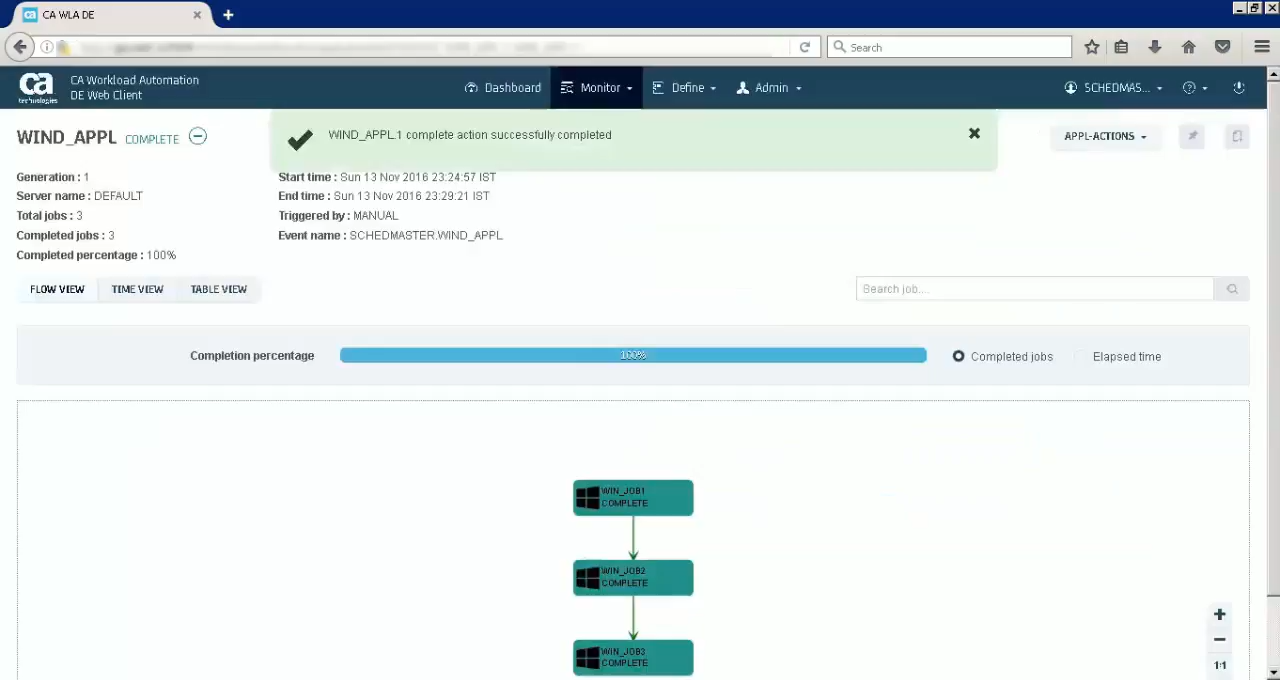 CA WLA DE
Search
ca technologies
CA Workload Automation
DE Web Client
Dashboard
Monitor
Define
Admin
SCHEDMAS...
WIND_APPL COMPLETE
WIND_APPL.1 complete action successfully completed
APPL-ACTIONS
Generation : 1
Server name : DEFAULT
Total jobs : 3
Completed jobs : 3
Completed percentage : 100%
Start time : Sun 13 Nov 2016 23:24:57 IST
End time : Sun 13 Nov 2016 23:29:21 IST
Triggered by : MANUAL
Event name : SCHEDMASTER.WIND_APPL
FLOW VIEW
TIME VIEW
TABLE VIEW
Search job....
Completion percentage
100%
Completed jobs
Elapsed time
WIN_JOB1
COMPLETE
WIN_JOB2
COMPLETE
WIN_JOB3
COMPLETE
1:1